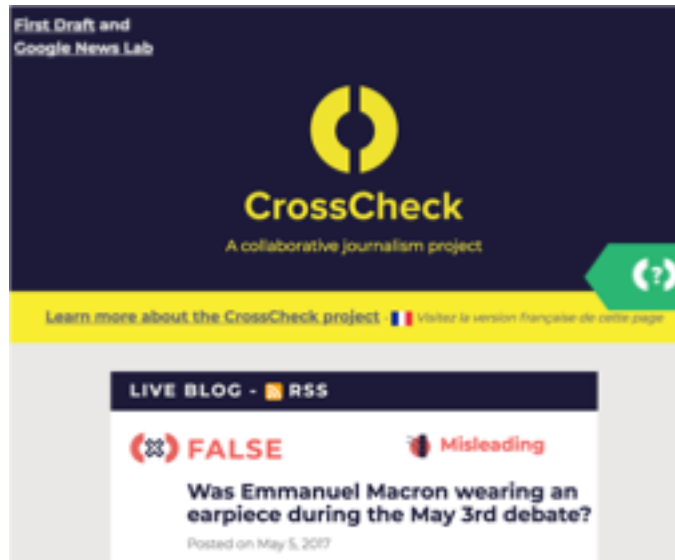 First Draft and
Google News Lab
CrossCheck
A collaborative journalism project
(?)
Learn more about the CrossCheck project - Visitez la version française de cette page
LIVE BLOG - RSS
FALSE
Misleading
Was Emmanuel Macron wearing an
earpiece during the May 3rd debate?
Posted on May 5, 2017